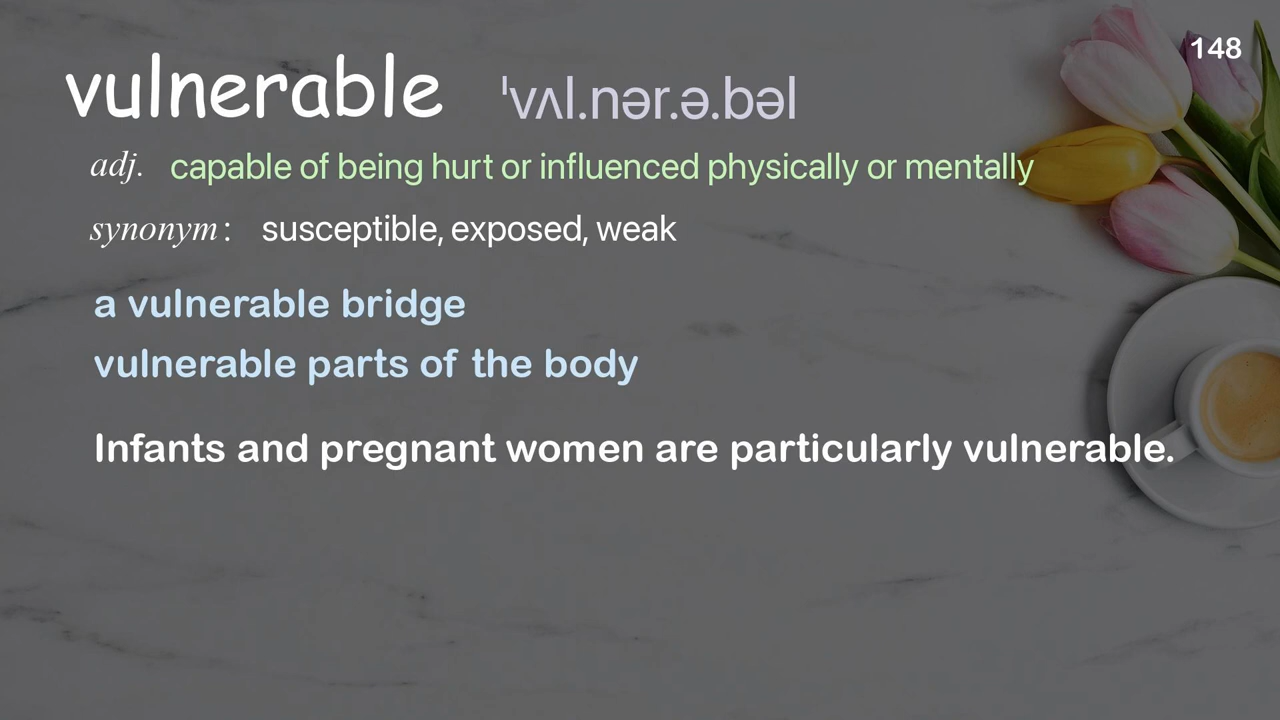 148
vulnerable ˈvʌl.nər.ə.bəl
adj. capable of being hurt or influenced physically or mentally
synonym: susceptible, exposed, weak
a vulnerable bridge
vulnerable parts of the body
Infants and pregnant women are particularly vulnerable.